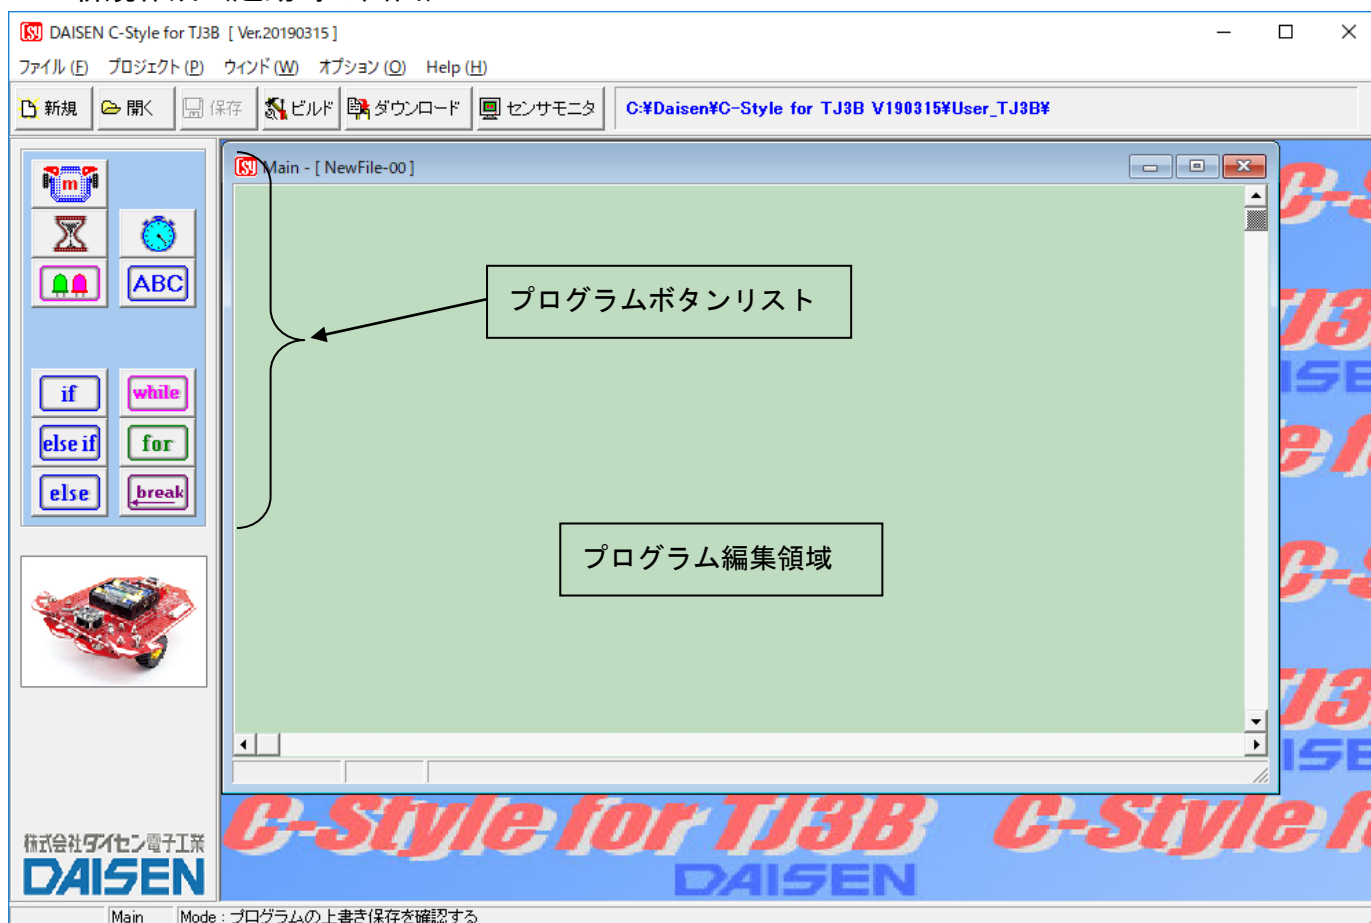 DAISEN C-Style for TJ3B [ Ver.20190315 ]
ファイル (F) プロジェクト (P) ウィンド (W) オプション (O) Help (H)
新規 開く 保存 ビルド ダウンロード センサモニタ C:¥Daisen¥C-Style for TJ3B V190315¥User_TJ3B¥
Main - [ NewFile-00 ]
m
ABC
プログラムボタンリスト
if while
else if for
else break
プログラム編集領域
C-Style for TJ3B C-Style f
DAISEN
株式会社ダイセン電子工業
DAISEN
Main Mode : プログラムの上書き保存を確認する